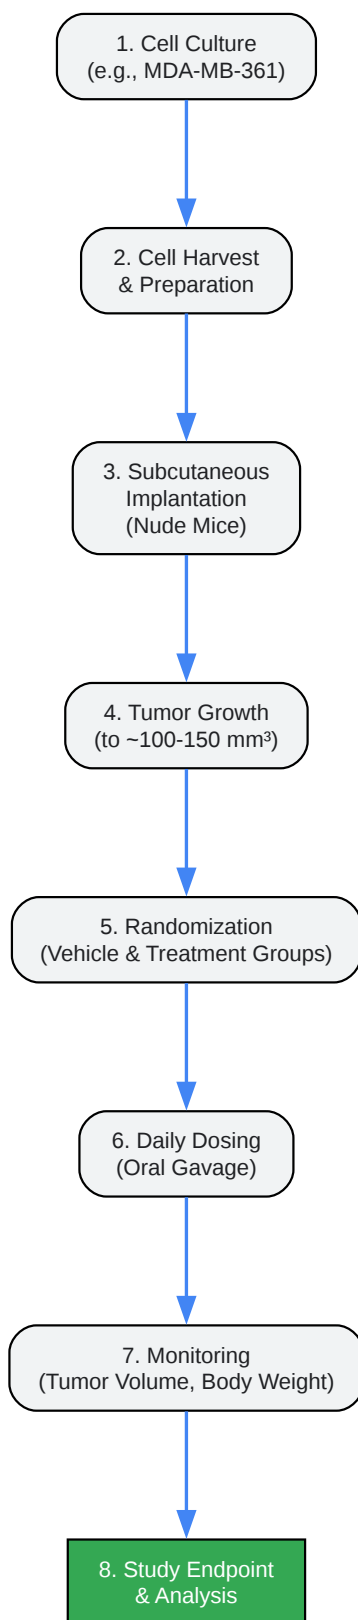 1. Cell Culture
(e.g., MDA-MB-361)
2. Cell Harvest
& Preparation
3. Subcutaneous
Implantation
(Nude Mice)
4. Tumor Growth
(to ~100-150 mm³)
5. Randomization
(Vehicle & Treatment Groups)
6. Daily Dosing
(Oral Gavage)
7. Monitoring
(Tumor Volume, Body Weight)
8. Study Endpoint
& Analysis